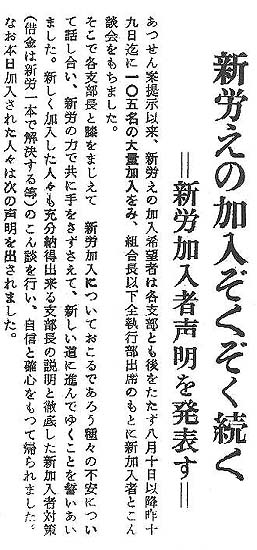 新労えの加入ぞくぞく続く
＝新労加入者声明を発表す＝
あつせん案提示以来、新労えの加入希望者は各支部とも後をたたず八月十日以降昨十
九日迄に一〇五名の大量加入をみ、組合長以下全執行部出席のもとに新加入者とこん
談会をもちました。
そこで各支部長と膝をまじえて　新労加入についておこるであろう種々の不安につい
て話し合い、新労の力で共に手をきずさえて、新しい道に進んでゆくことを誓いあい
ました。新しく加入した人々も充分納得出来る支部長の説明と徹底した新加入者対策
（借金は新労一本で解決する等）のこん談を行い、自信と確心をもつて帰られました。
なお本日加入された人々は次の声明を出されました。